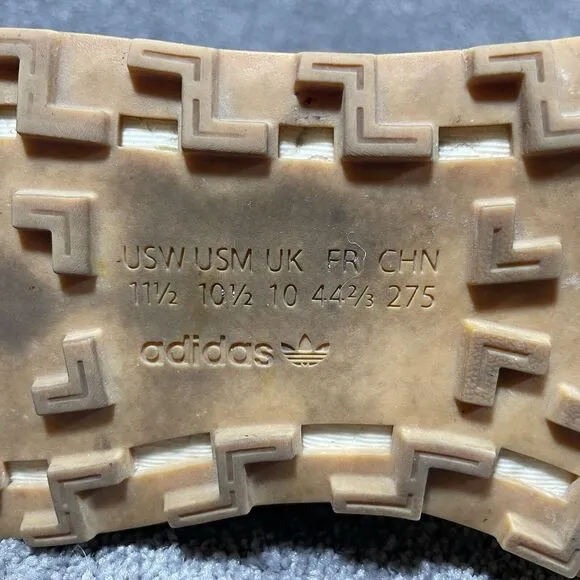 USW USM UK FR CHN
11½ 10½ 10 44⅔ 275
adidas